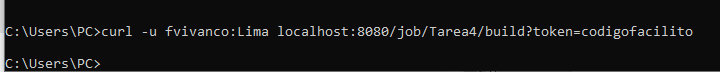 C:\Users\PC>curl -u fvivanco:Lima localhost:8080/job/Tarea4/build?token=codigofacilito
C:\Users\PC>